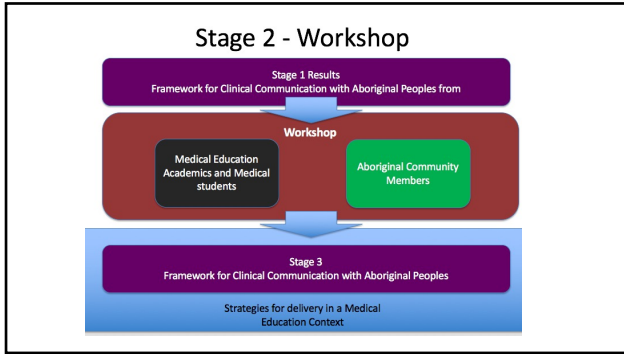 Stage 2 - Workshop
Stage 1 Results
Framework for Clinical Communication with Aboriginal Peoples from
Workshop
Medical Education
Academics and Medical
students
Aboriginal Community
Members
Stage 3
Framework for Clinical Communication with Aboriginal Peoples
Strategies for delivery in a Medical
Education Context